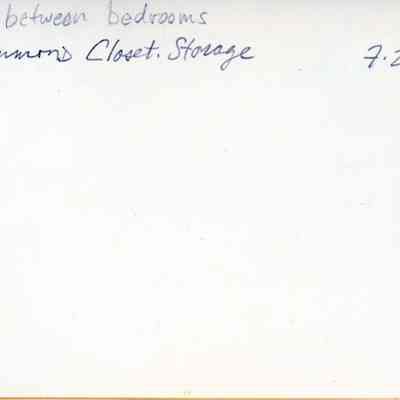 between bedrooms
Closet. Storage 7.2